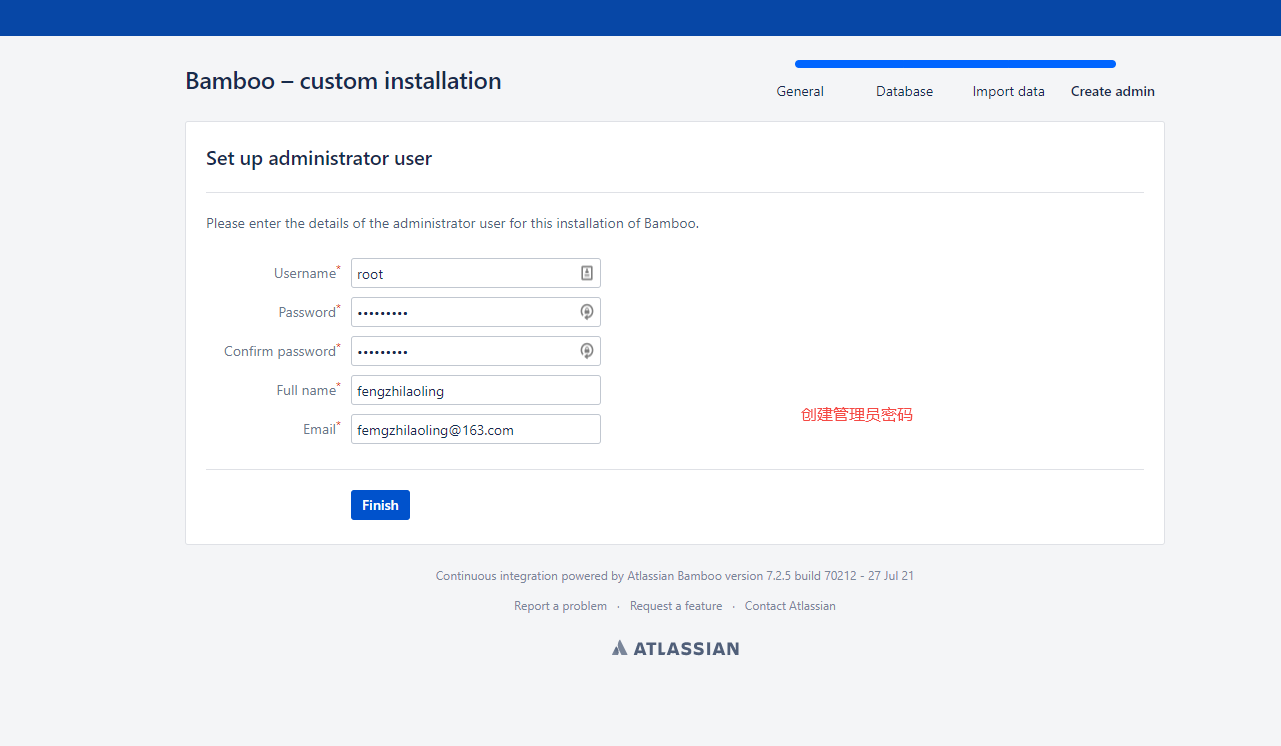 Bamboo – custom installation
General Database Import data Create admin
Set up administrator user
Please enter the details of the administrator user for this installation of Bamboo.
Username* root
Password* •••••••••
Confirm password* •••••••••
Full name* fengzhilaoling
创建管理员密码
Email* femgzhilaoling@163.com
Finish
Continuous integration powered by Atlassian Bamboo version 7.2.5 build 70212 - 27 Jul 21
Report a problem · Request a feature · Contact Atlassian
ATLASSIAN